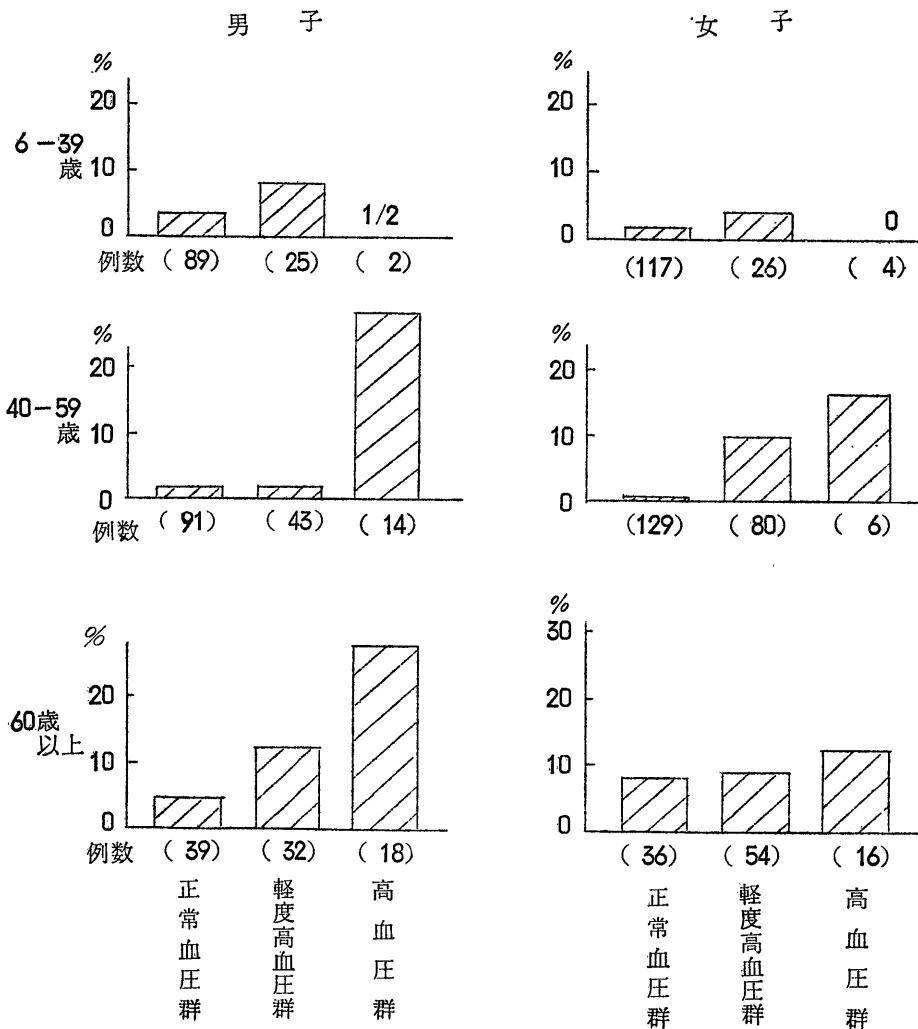 男子
女子
%
20
10
0
6-39
歳
1/2
例数 (89) (25) (2)
%
20
10
0
0
(117) (26) (4)
%
20
10
0
40-59
歳
例数 (91) (43) (14)
%
20
10
0
(129) (80) (6)
%
20
10
0
60歳
以上
例数 (39) (32) (18)
正常血圧群
軽度高血圧群
高血圧群
%
30
20
10
0
(36) (54) (16)
正常血圧群
軽度高血圧群
高血圧群